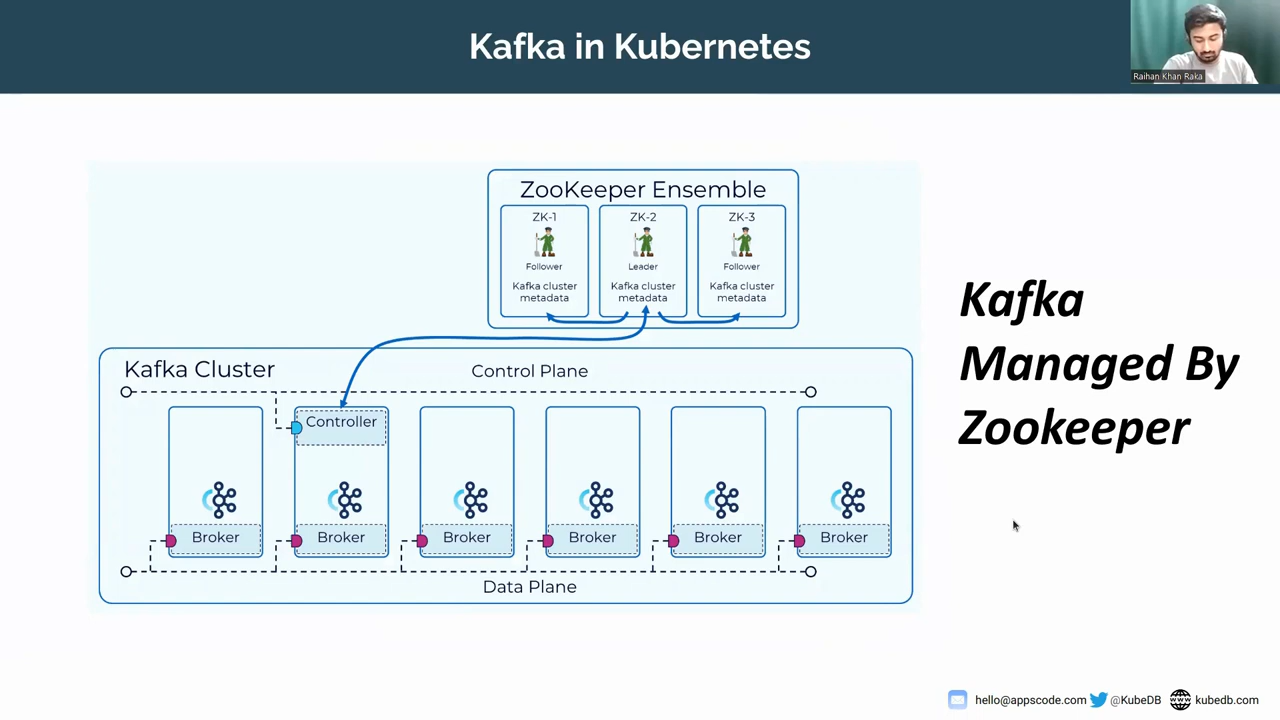 Kafka in Kubernetes
Raihan Khan Raka
ZooKeeper Ensemble
ZK-1
Follower
Kafka cluster
metadata
ZK-2
Leader
Kafka cluster
metadata
ZK-3
Follower
Kafka cluster
metadata
Kafka Cluster
Control Plane
Controller
Broker
Broker
Broker
Broker
Broker
Broker
Data Plane
Kafka
Managed By
Zookeeper
hello@appscode.com @KubeDB kubedb.com